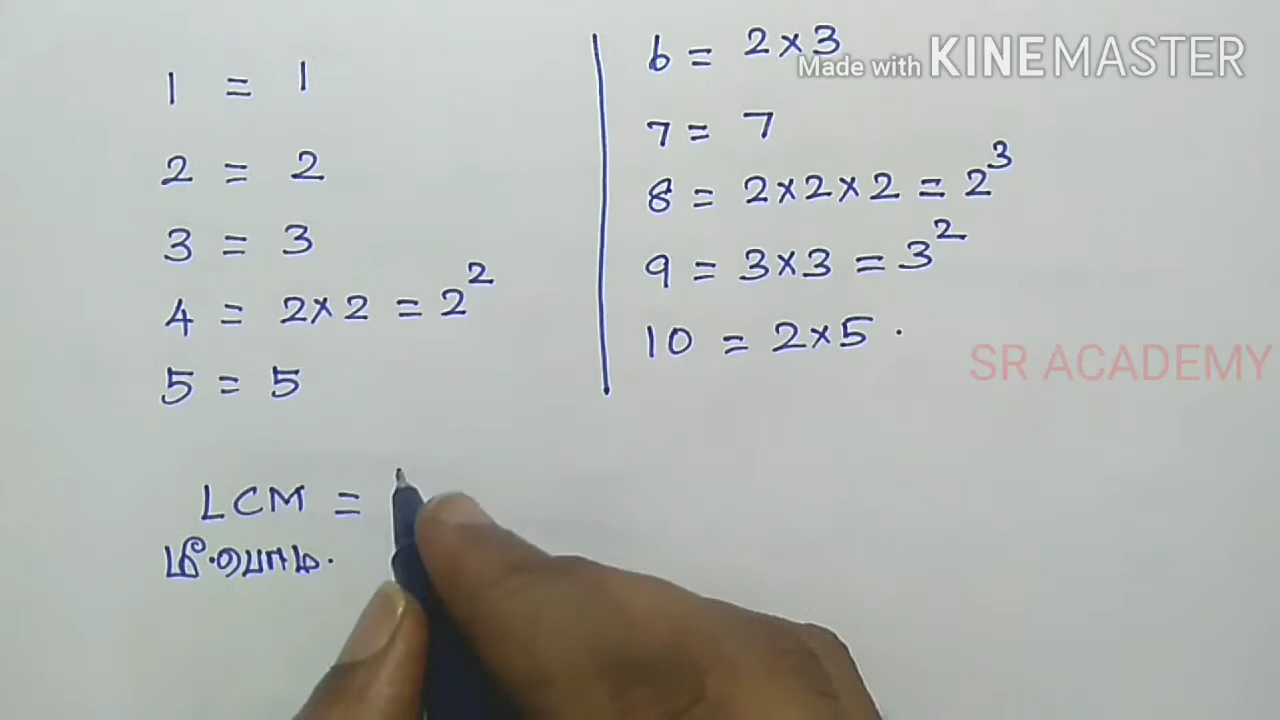 1 = 1
2 = 2
3 = 3
4 = 2×2 = 2²
5 = 5
6 = 2×3
Made with KINEMASTER
7 = 7
8 = 2×2×2 = 2³
9 = 3×3 = 3²
10 = 2×5 .
SR ACADEMY
LCM =
மீ.பொ.ம.